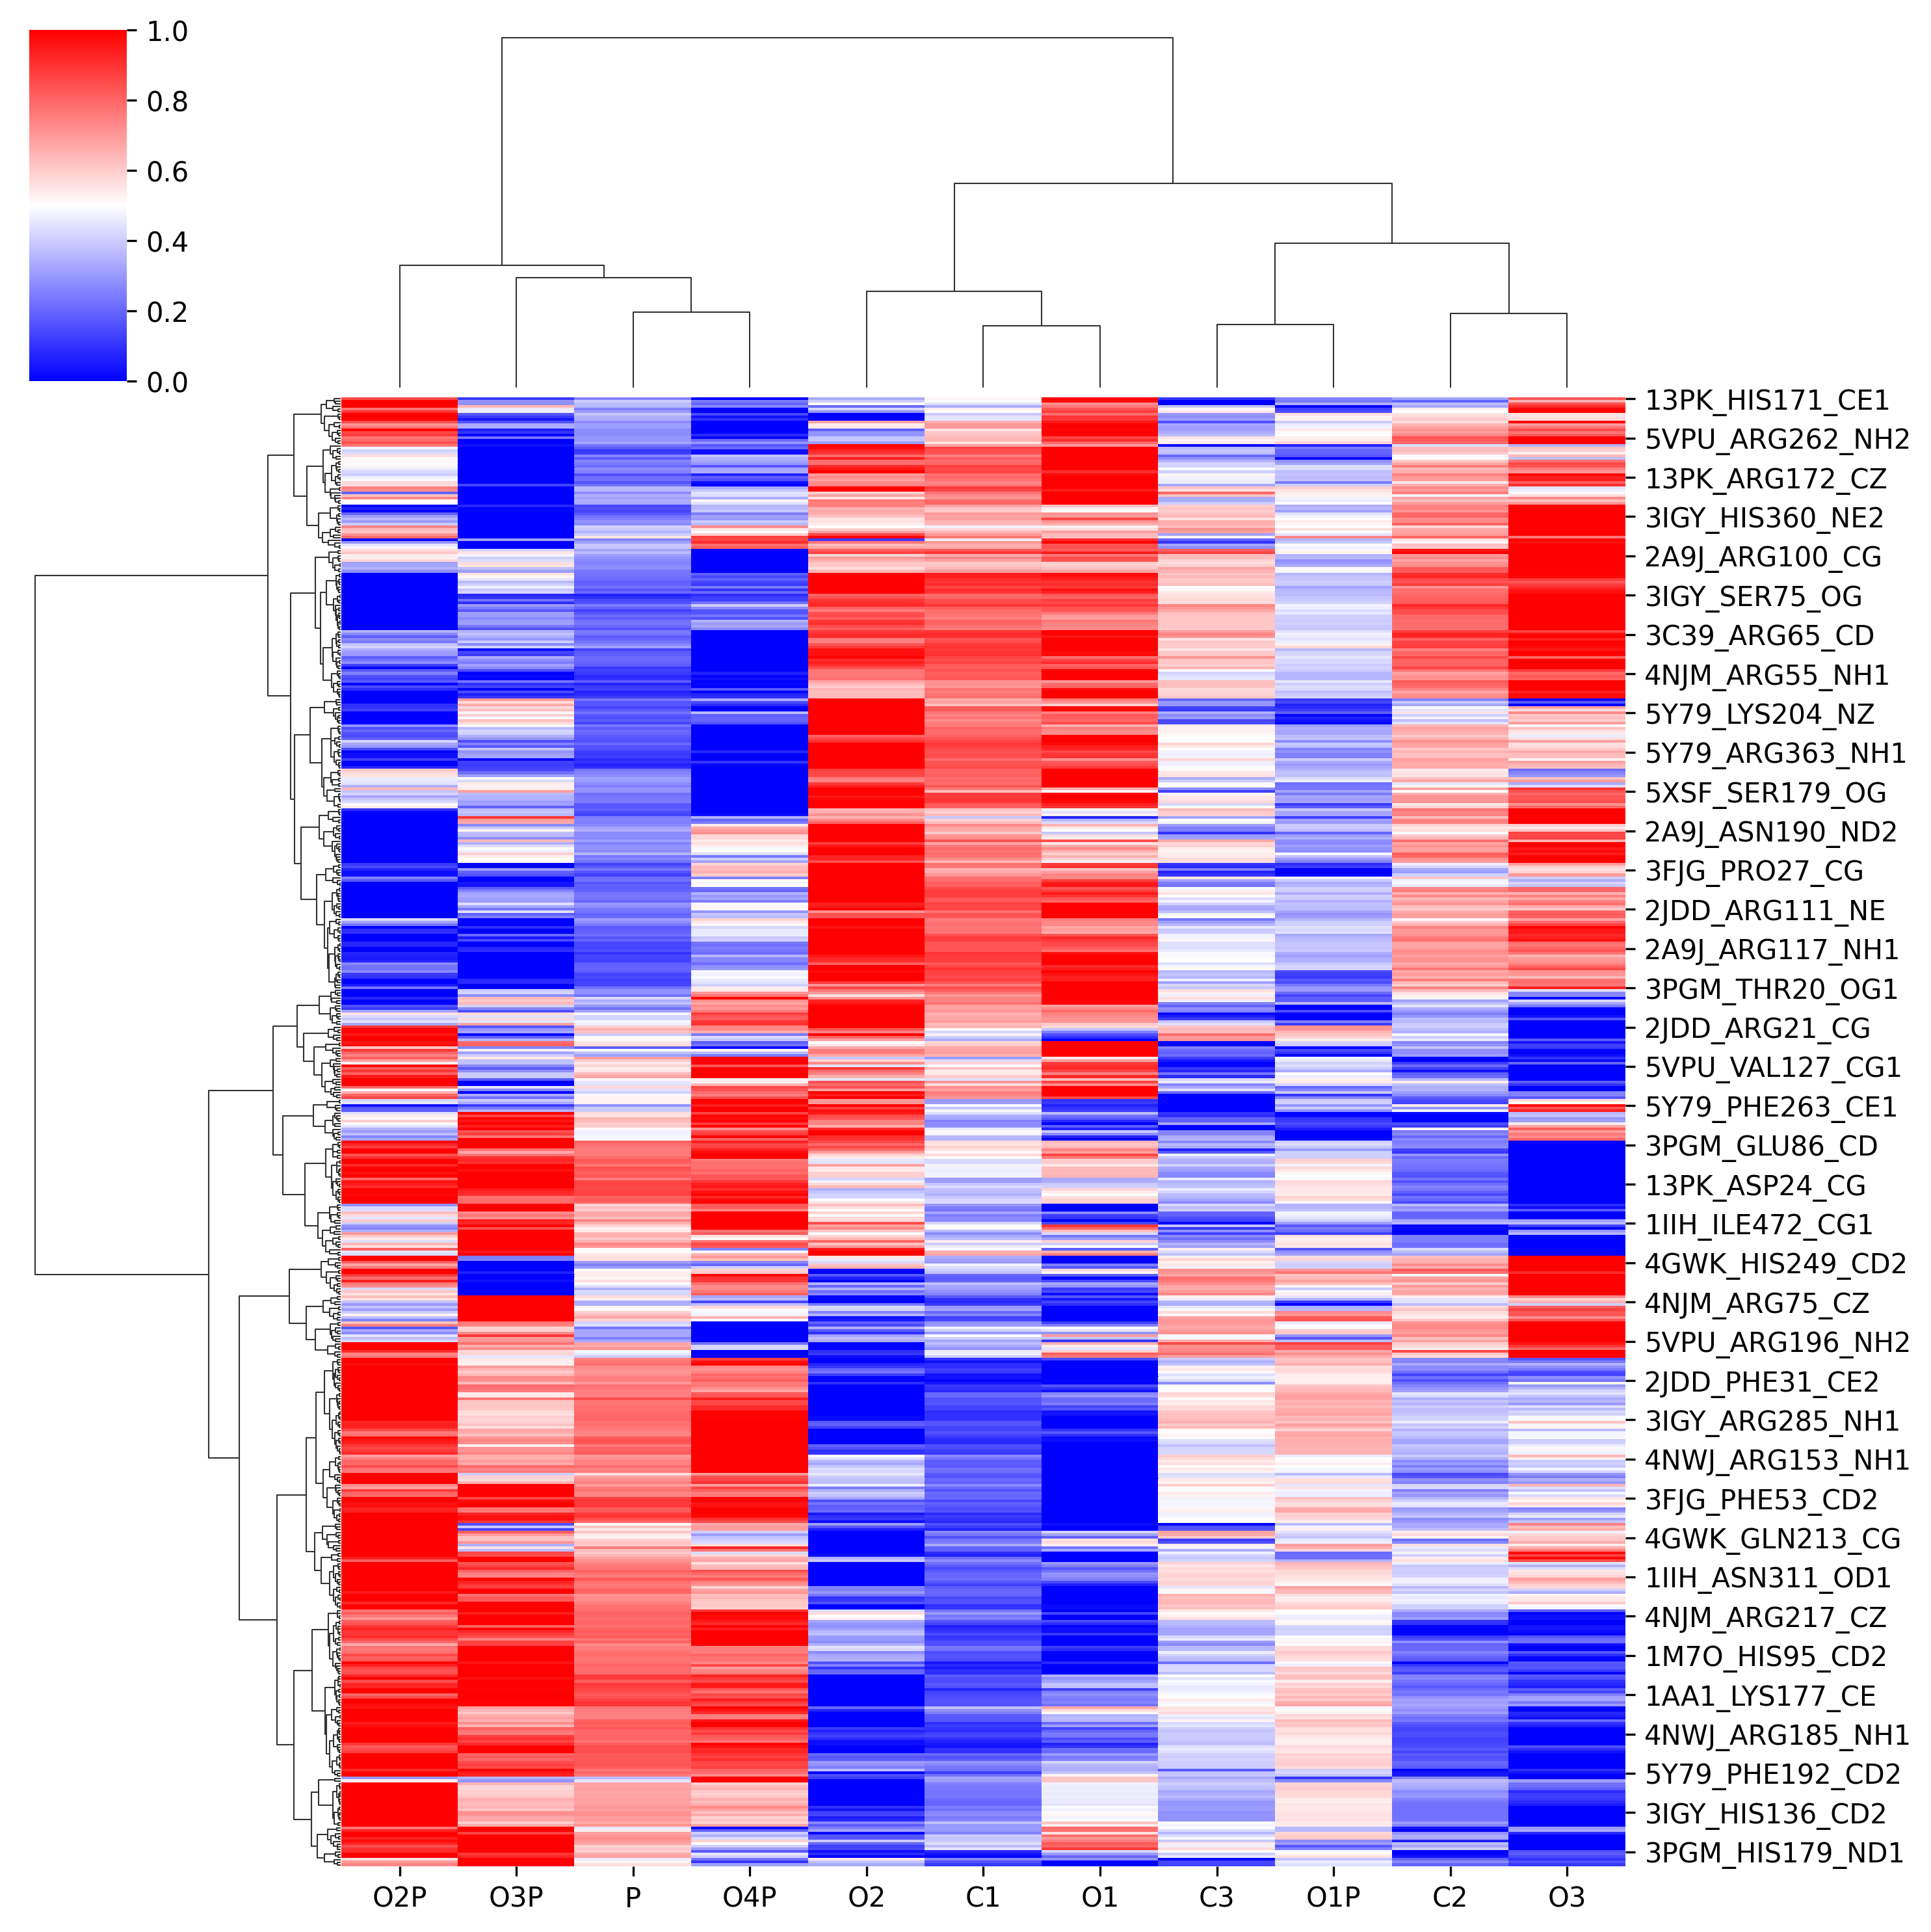 1.0
0.8
0.6
0.4
0.2
0.0
13PK_HIS171_CE1
5VPU_ARG262_NH2
13PK_ARG172_CZ
3IGY_HIS360_NE2
2A9J_ARG100_CG
3IGY_SER75_OG
3C39_ARG65_CD
4NJM_ARG55_NH1
5Y79_LYS204_NZ
5Y79_ARG363_NH1
5XSF_SER179_OG
2A9J_ASN190_ND2
3FJG_PRO27_CG
2JDD_ARG111_NE
2A9J_ARG117_NH1
3PGM_THR20_OG1
2JDD_ARG21_CG
5VPU_VAL127_CG1
5Y79_PHE263_CE1
3PGM_GLU86_CD
13PK_ASP24_CG
1IIH_ILE472_CG1
4GWK_HIS249_CD2
4NJM_ARG75_CZ
5VPU_ARG196_NH2
2JDD_PHE31_CE2
3IGY_ARG285_NH1
4NWJ_ARG153_NH1
3FJG_PHE53_CD2
4GWK_GLN213_CG
1IIH_ASN311_OD1
4NJM_ARG217_CZ
1M7O_HIS95_CD2
1AA1_LYS177_CE
4NWJ_ARG185_NH1
5Y79_PHE192_CD2
3IGY_HIS136_CD2
3PGM_HIS179_ND1
O2P O3P P O4P O2 C1 O1 C3 O1P C2 O3